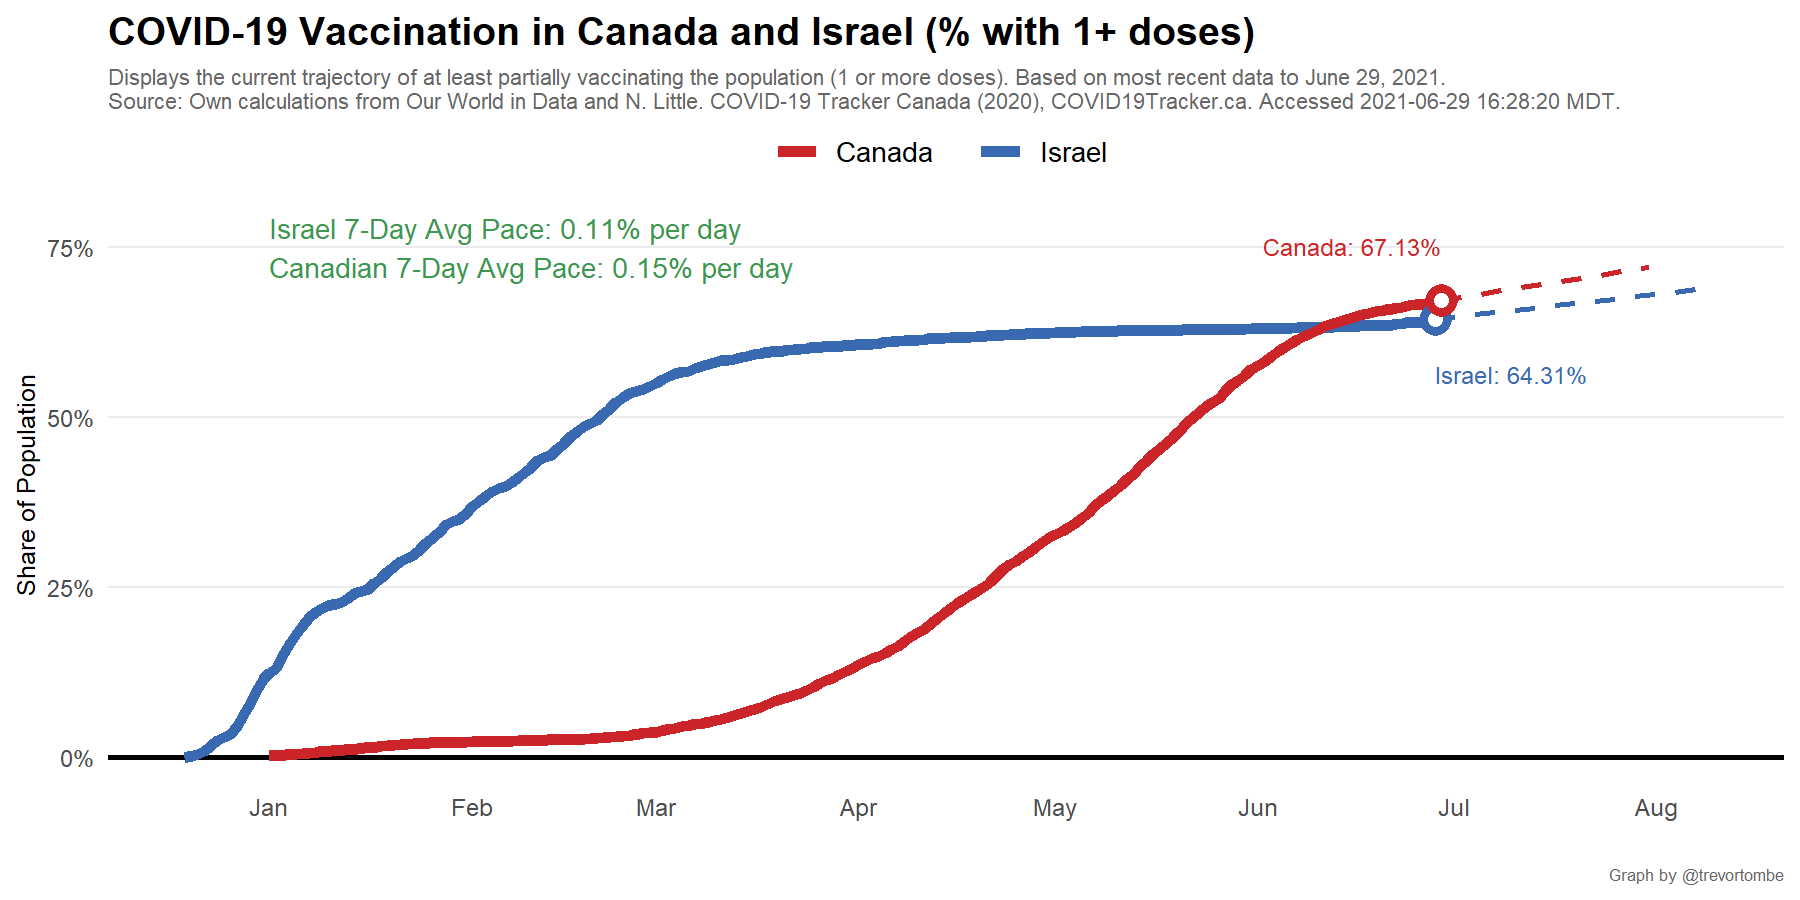 COVID-19 Vaccination in Canada and Israel (% with 1+ doses)
Displays the current trajectory of at least partially vaccinating the population (1 or more doses). Based on most recent data to June 29, 2021.
Source: Own calculations from Our World in Data and N. Little. COVID-19 Tracker Canada (2020), COVID19Tracker.ca. Accessed 2021-06-29 16:28:20 MDT.
Canada Israel
Israel 7-Day Avg Pace: 0.11% per day
Canadian 7-Day Avg Pace: 0.15% per day
Canada: 67.13%
Israel: 64.31%
Share of Population
75%
50%
25%
0%
Jan Feb Mar Apr May Jun Jul Aug
Graph by @trevortombe